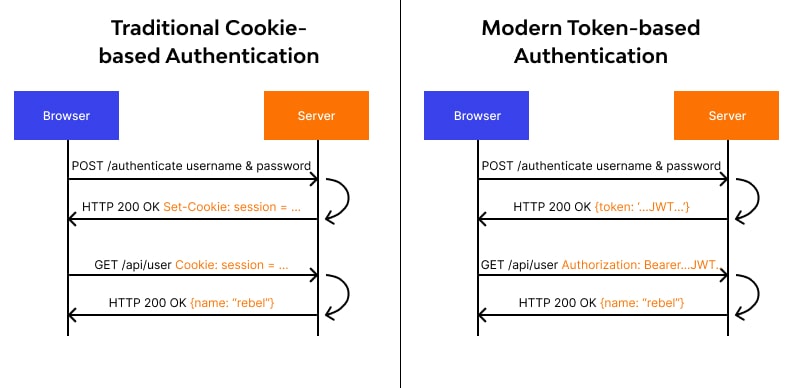 Traditional Cookie-
based Authentication
Browser
Server
POST /authenticate username & password
HTTP 200 OK Set-Cookie: session = ...
GET /api/user Cookie: session = ...
HTTP 200 OK {name: “rebel”}
Modern Token-based
Authentication
Browser
Server
POST /authenticate username & password
HTTP 200 OK {token: ‘...JWT...’}
GET /api/user Authorization: Bearer...JWT.
HTTP 200 OK {name: “rebel”}